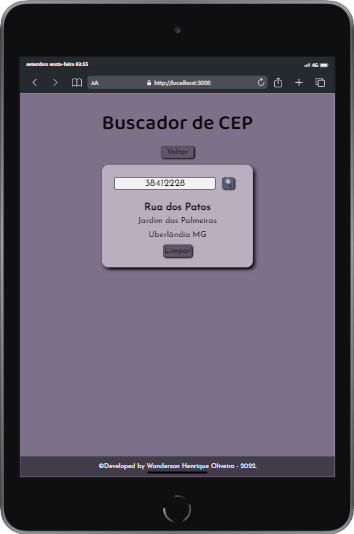 setembro sexta-feira 03:55
4G
AA http://localhost:3000
Buscador de CEP
Voltar
38412228
Rua dos Patos
Jardim das Palmeiras
Uberlândia MG
Limpar
©Developed by Wanderson Henrique Oliveira - 2022.